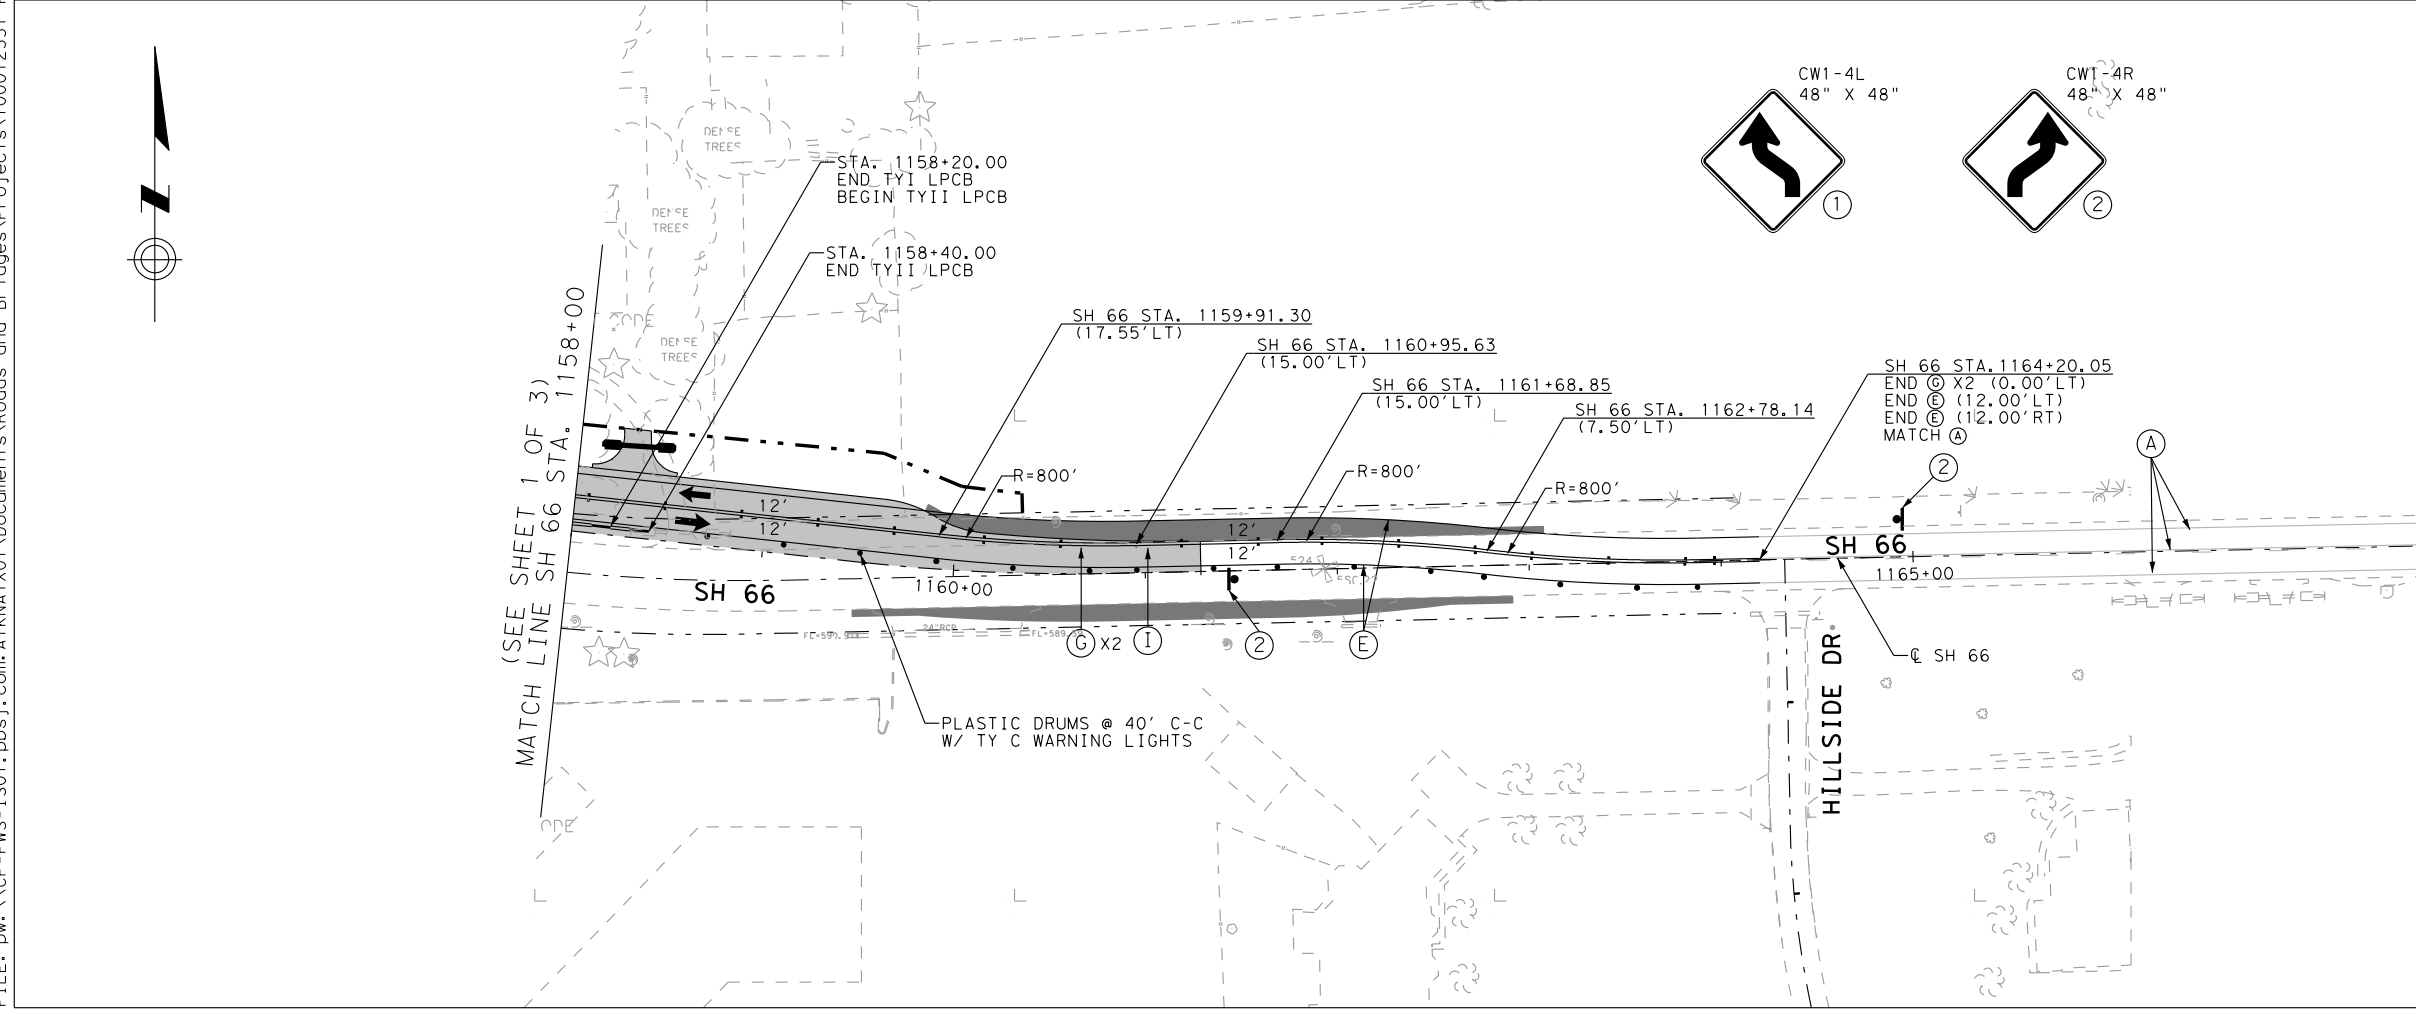 CW1-4L
48" X 48"
1
CW1-4R
48" X 48"
2
DENSE
TREES
STA. 1158+20.00
END TYI LPCB
BEGIN TYII LPCB
DENSE
TREES
STA. 1158+40.00
END TYII LPCB
DENSE
TREES
SH 66 STA. 1159+91.30
(17.55'LT)
SH 66 STA. 1160+95.63
(15.00'LT)
SH 66 STA. 1161+68.85
(15.00'LT)
SH 66 STA. 1162+78.14
(7.50'LT)
SH 66 STA.1164+20.05
END G X2 (0.00'LT)
END E (12.00'LT)
END E (12.00'RT)
MATCH A
A
2
R=800'
R=800'
R=800'
12'
12'
12'
12'
SH 66
1165+00
1160+00
SH 66
24"RCP
G X2
I
2
E
℄ SH 66
HILLSIDE DR.
PLASTIC DRUMS @ 40' C-C
W/ TY C WARNING LIGHTS
(SEE SHEET 1 OF 3)
MATCH LINE SH 66 STA. 1158+00